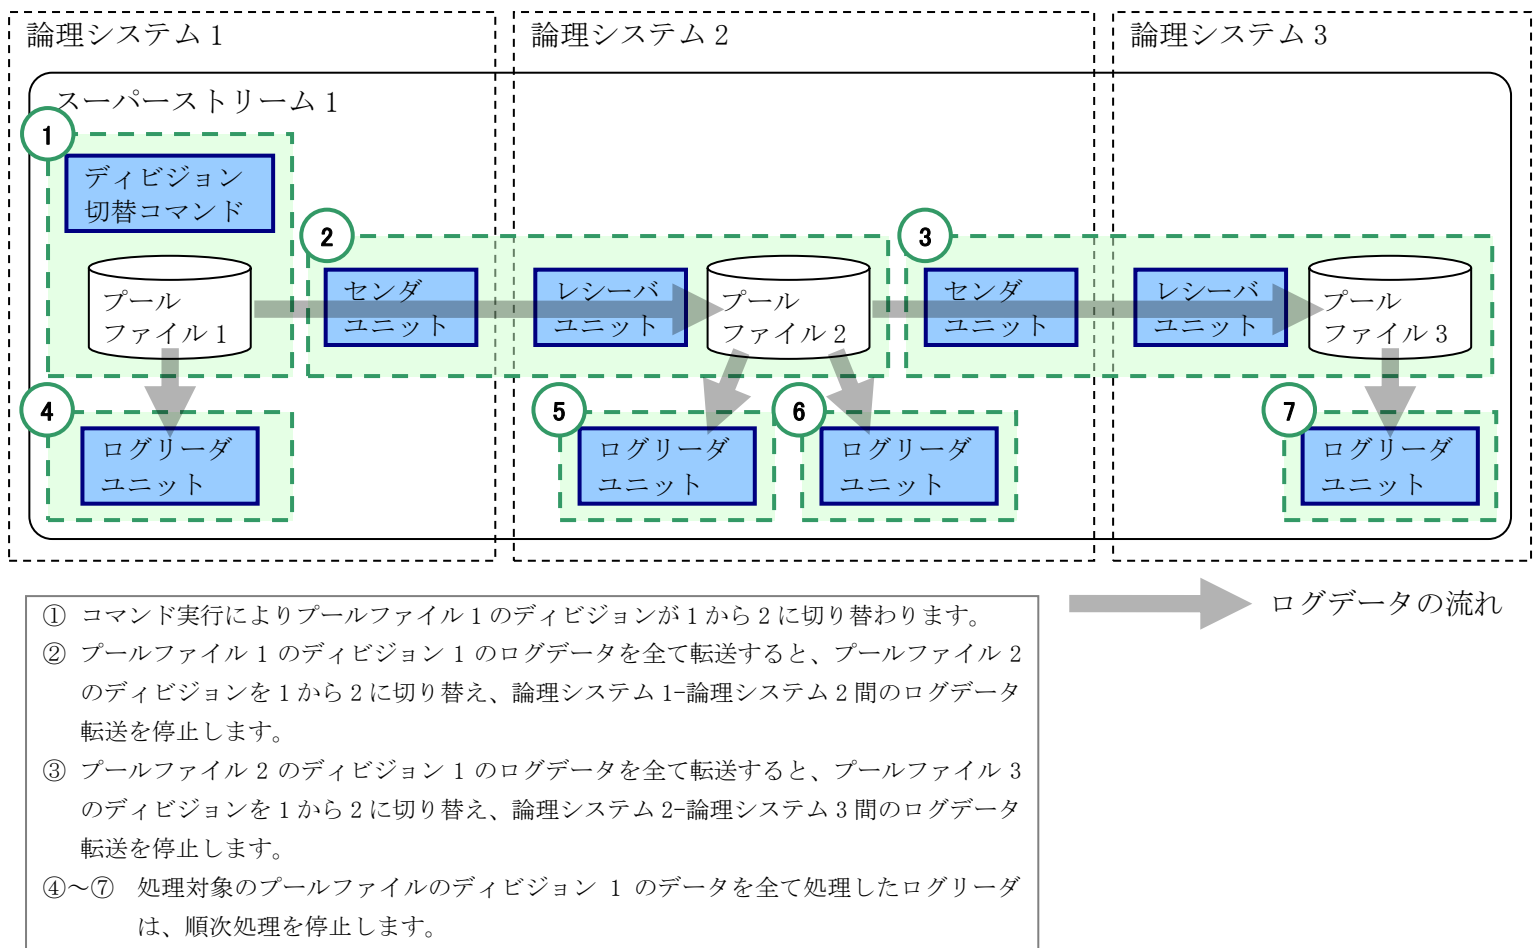 論理システム 1
論理システム 2
論理システム 3
スーパーストリーム 1
1
ディビジョン
切替コマンド
プール
ファイル 1
2
センダ
ユニット
レシーバ
ユニット
プール
ファイル 2
3
センダ
ユニット
レシーバ
ユニット
プール
ファイル 3
4
ログリーダ
ユニット
5
ログリーダ
ユニット
6
ログリーダ
ユニット
7
ログリーダ
ユニット
ログデータの流れ
① コマンド実行によりプールファイル 1 のディビジョンが 1 から 2 に切り替わります。
② プールファイル 1 のディビジョン 1 のログデータを全て転送すると、プールファイル 2
のディビジョンを 1 から 2 に切り替え、論理システム 1-論理システム 2 間のログデータ
転送を停止します。
③ プールファイル 2 のディビジョン 1 のログデータを全て転送すると、プールファイル 3
のディビジョンを 1 から 2 に切り替え、論理システム 2-論理システム 3 間のログデータ
転送を停止します。
④～⑦ 処理対象のプールファイルのディビジョン 1 のデータを全て処理したログリーダ
は、順次処理を停止します。